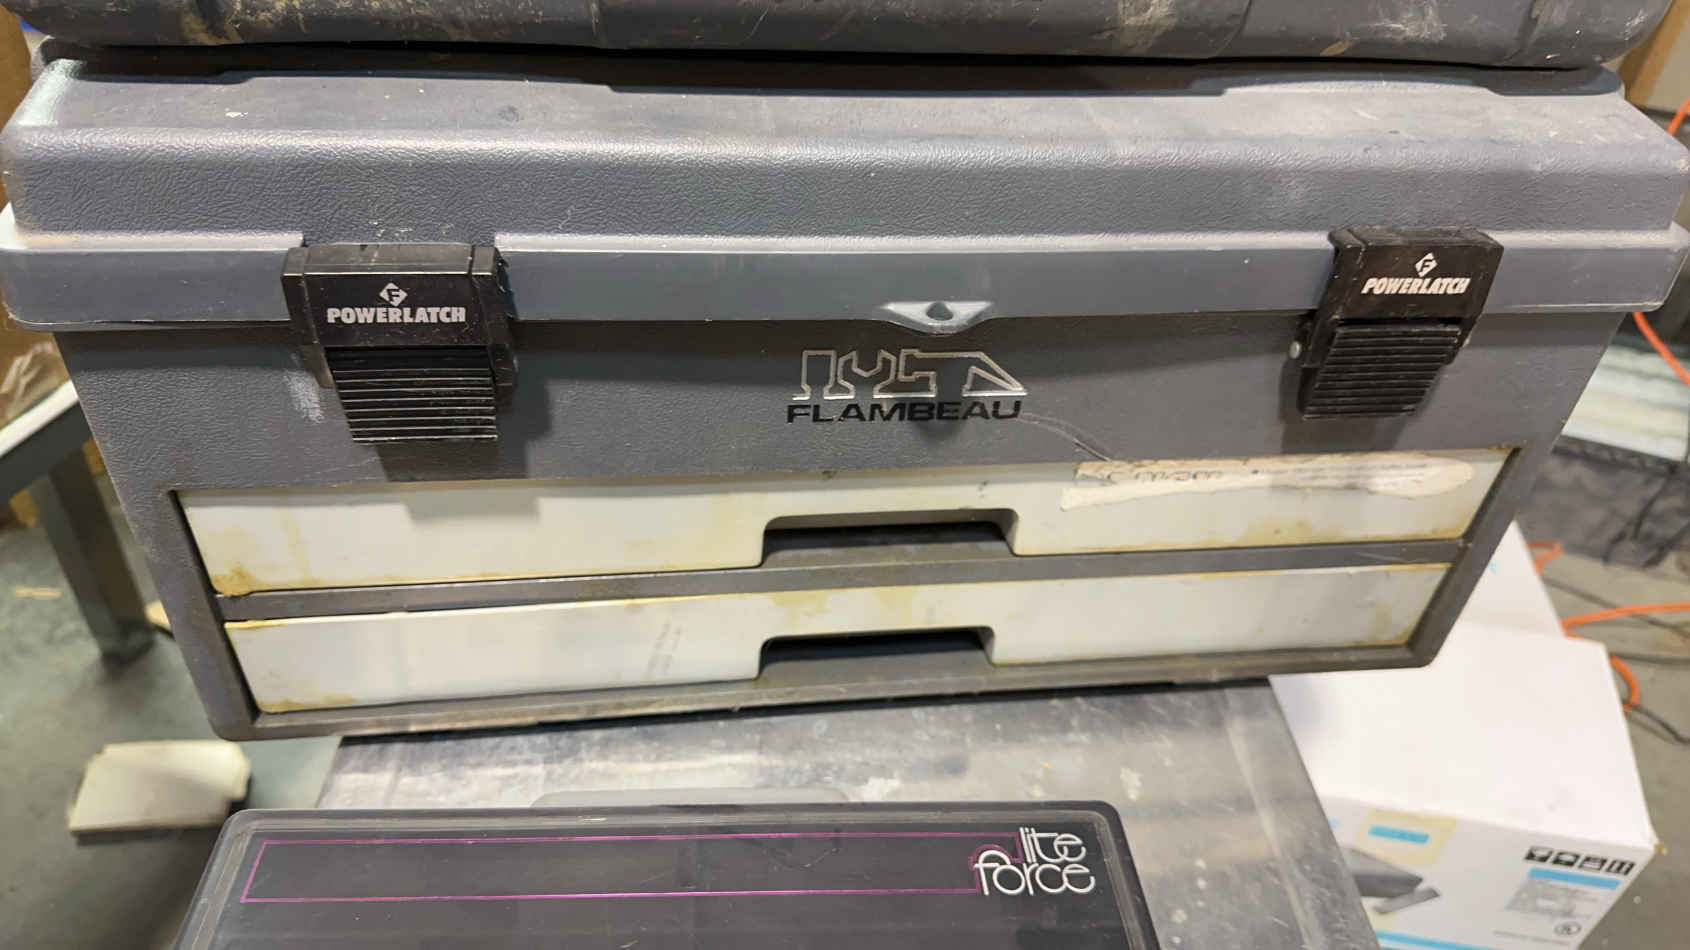 F
POWERLATCH
F
POWERLATCH
FLAMBEAU
lite
force